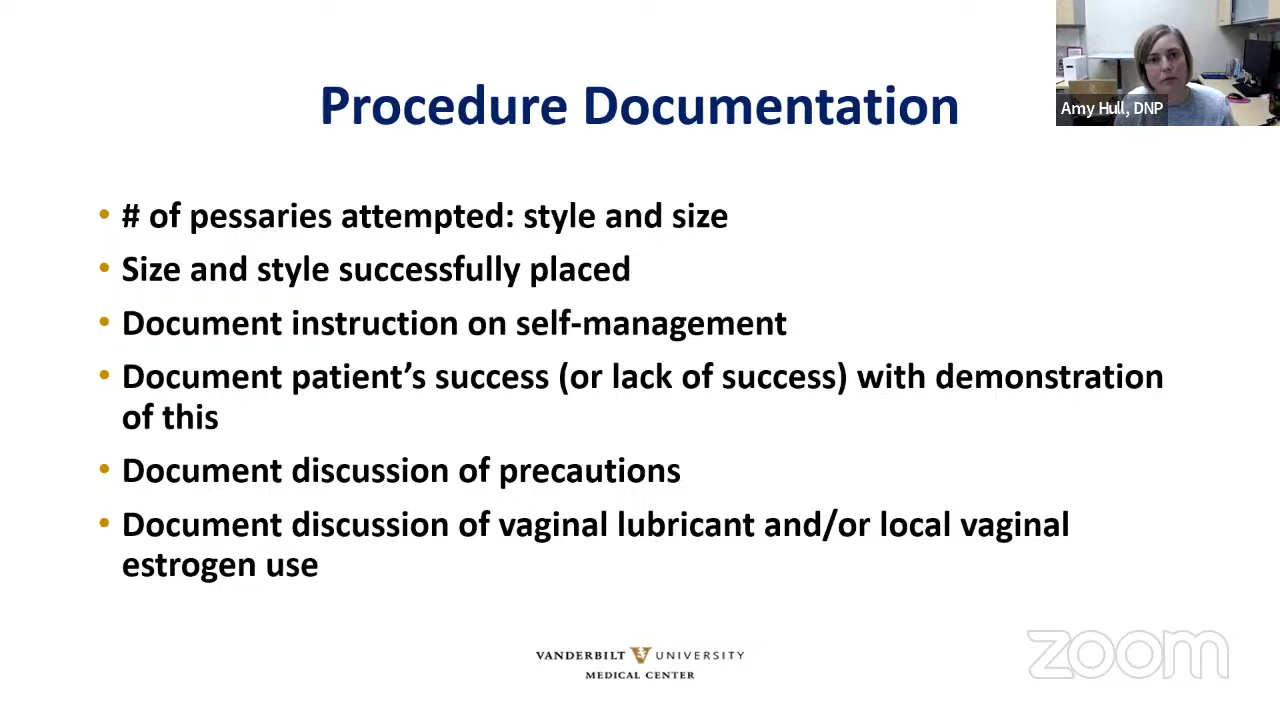 Procedure Documentation
Amy Hull, DNP
• # of pessaries attempted: style and size
• Size and style successfully placed
• Document instruction on self-management
• Document patient’s success (or lack of success) with demonstration
of this
• Document discussion of precautions
• Document discussion of vaginal lubricant and/or local vaginal
estrogen use
VANDERBILT UNIVERSITY
MEDICAL CENTER
zoom